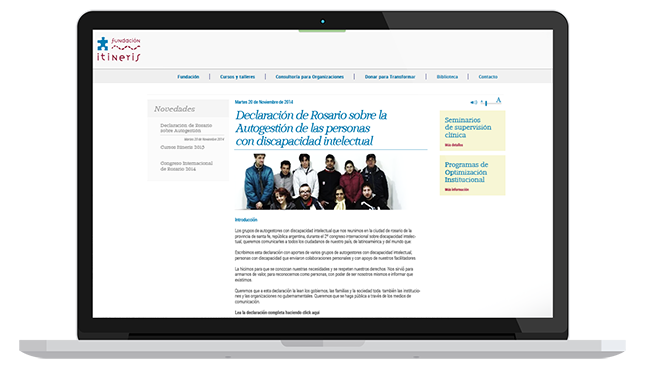 FUNDACIÓN
itineris
Fundación
Cursos y talleres
Consultoría para Organizaciones
Donar para Transformar
Biblioteca
Contacto
Novedades
Declaración de Rosario
sobre Autogestión
Martes 20 de Noviembre 2014
Cursos Itineris 2015
Congreso Internacional
de Rosario 2014
Martes 20 de Noviembre de 2014
Declaración de Rosario sobre la
Autogestión de las personas
con discapacidad intelectual
Introducción
Los grupos de autogestores con discapacidad intelectual que nos reunimos en la ciudad de rosario de la
provincia de santa fe, república argentina, durante el 2º congreso internacional sobre discapacidad intelec-
tual, queremos comunicarles a todos los ciudadanos de nuestro país, de latinoamérica y del mundo que:
Escribimos esta declaración con aportes de varios grupos de autogestores con discapacidad intelectual,
personas con discapacidad que enviaron colaboraciones personales y con apoyo de nuestros facilitadores
La hicimos para que se conozcan nuestras necesidades y se respeten nuestros derechos. Nos sirvió para
armarnos de valor, para reconocernos como personas, con poder de ser nosotros mismos a informar que
existimos.
Queremos que a esta declaración la lean los gobiernos, las familias y la sociedad toda: también las institucio-
nes y las organizaciones no gubernamentales. Queremos que se haga pública a través de los medios de
comunicación.
Lea la declaración completa haciendo click aquí
A
Seminarios
de supervisión
clínica
Más detalles
Programas de
Optimización
Institucional
Más información